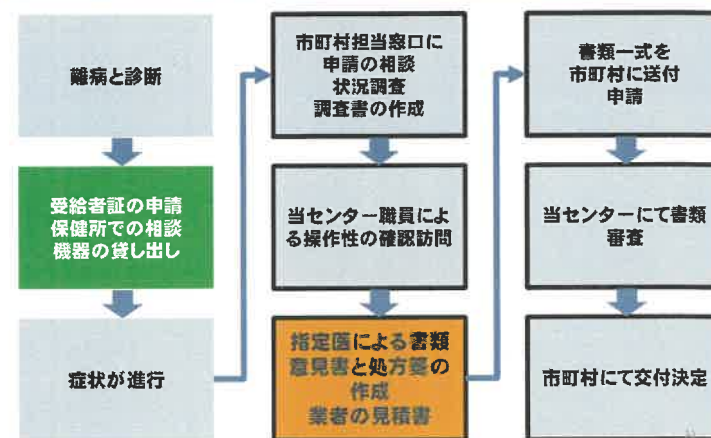 難病と診断
受給者証の申請
保健所での相談
機器の貸し出し
症状が進行
市町村担当窓口に
申請の相談
状況調査
調査書の作成
当センター職員によ
る操作性の確認訪問
指定医による書類
意見書と処方箋の
作成
業者の見積書
書類一式を
市町村に送付
申請
当センターにて書類
審査
市町村にて交付決定